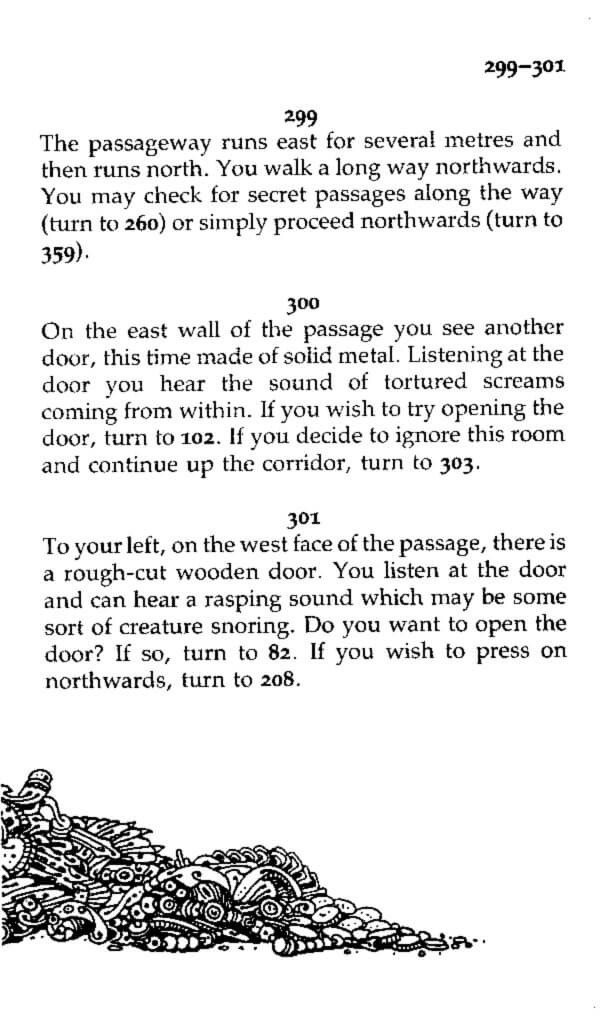 299–301
299
The passageway runs east for several metres and
then runs north. You walk a long way northwards.
You may check for secret passages along the way
(turn to 260) or simply proceed northwards (turn to
359).
300
On the east wall of the passage you see another
door, this time made of solid metal. Listening at the
door you hear the sound of tortured screams
coming from within. If you wish to try opening the
door, turn to 102. If you decide to ignore this room
and continue up the corridor, turn to 303.
301
To your left, on the west face of the passage, there is
a rough-cut wooden door. You listen at the door
and can hear a rasping sound which may be some
sort of creature snoring. Do you want to open the
door? If so, turn to 82. If you wish to press on
northwards, turn to 208.